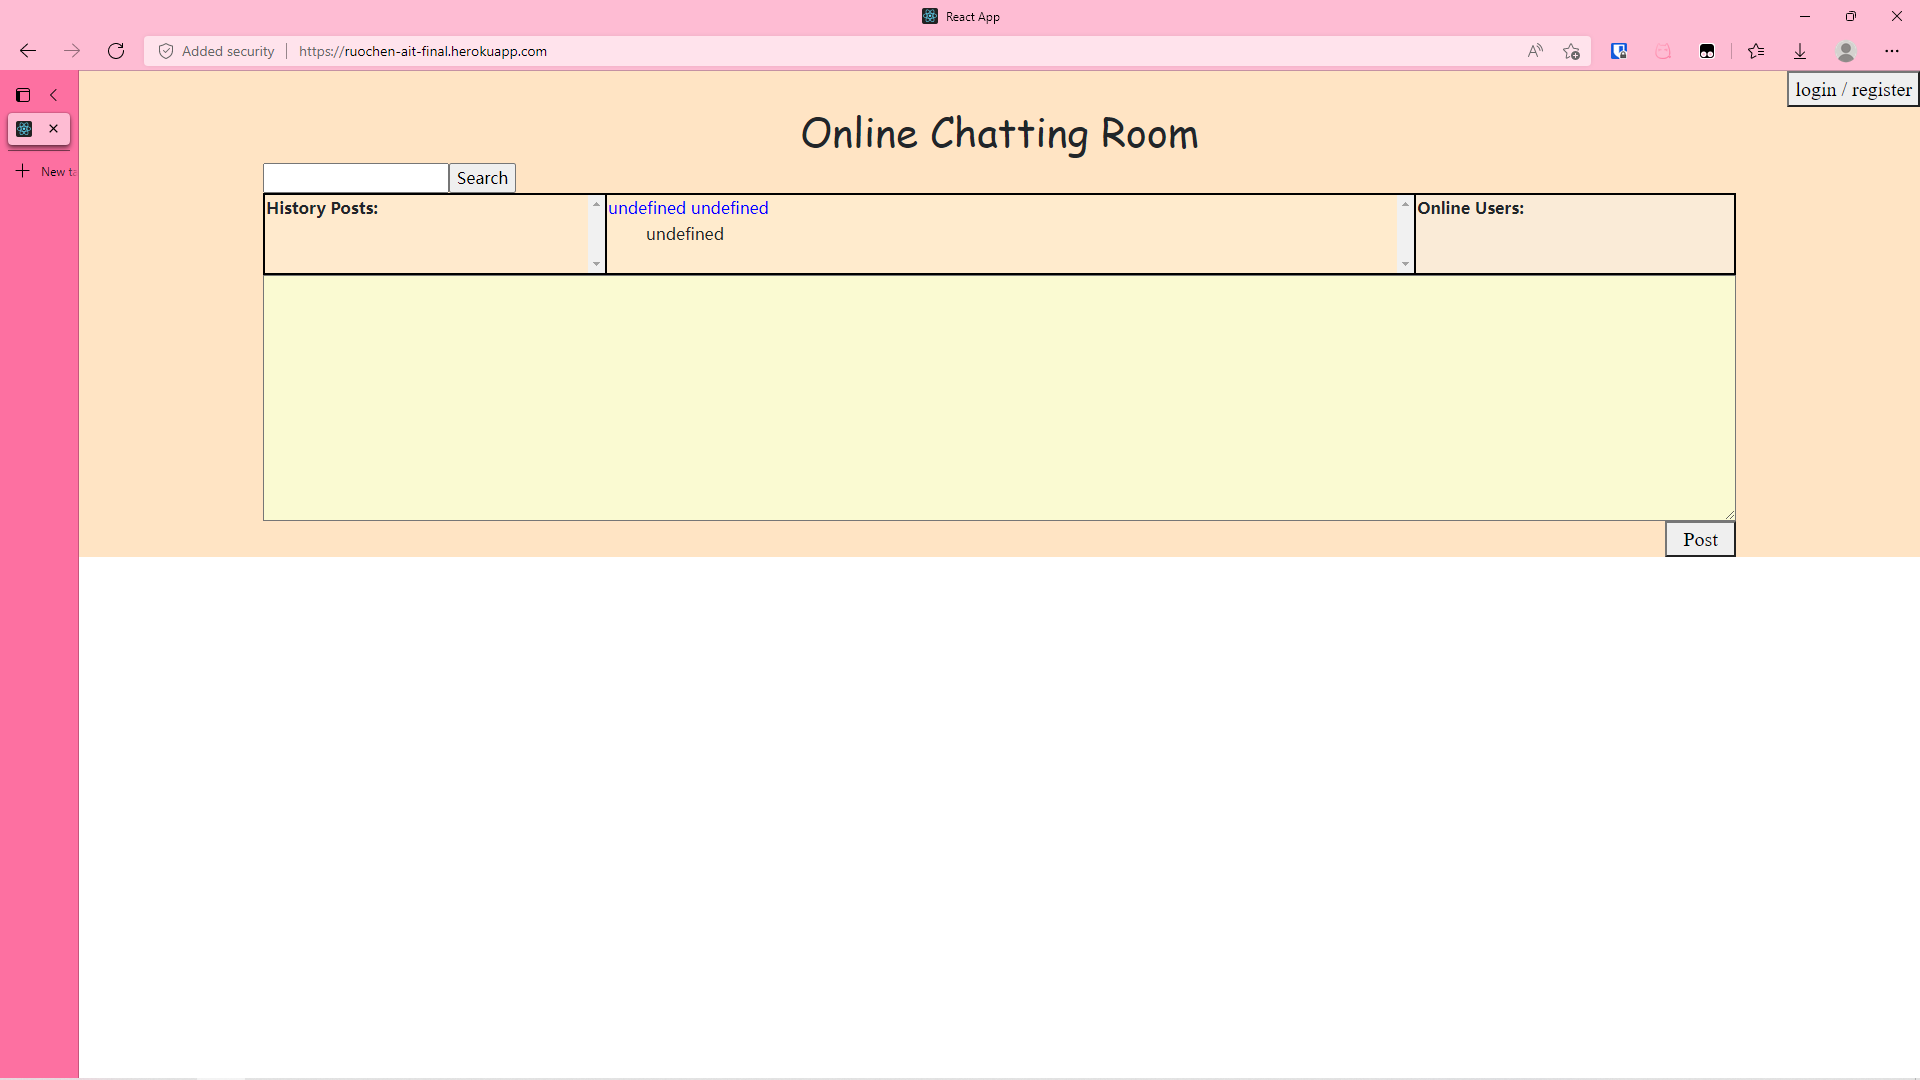 React App
Added security
https://ruochen-ait-final.herokuapp.com
login / register
Online Chatting Room
New ta
Search
History Posts:
undefined undefined
undefined
Online Users:
Post